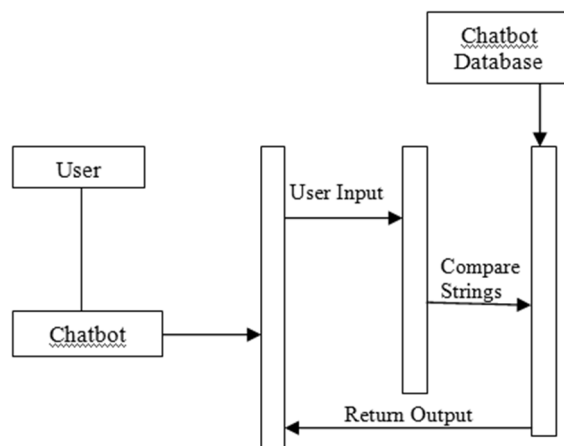 Chatbot
Database
User
User Input
Compare
Strings
Chatbot
Return Output